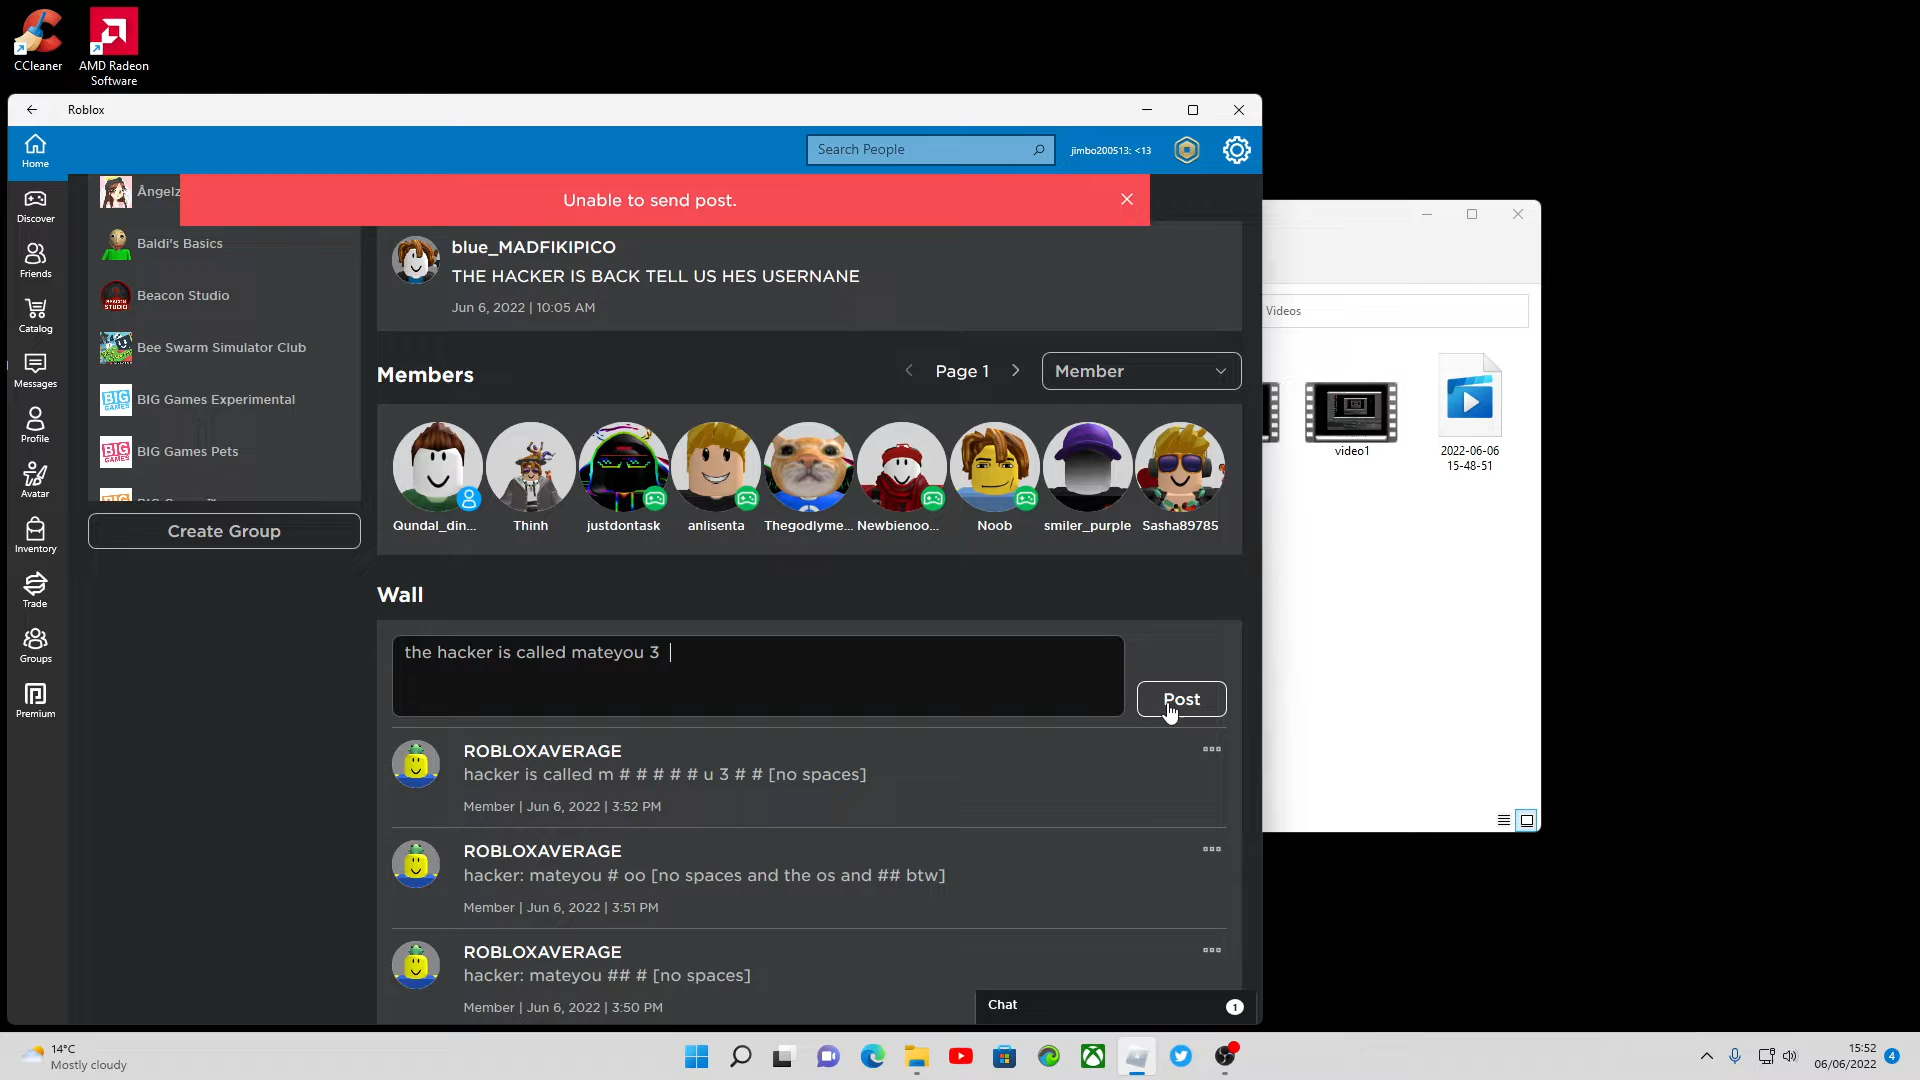 CCleaner
AMD Radeon
Software
Roblox
Home
Search People
jimbo200513: <13
Unable to send post.
Discover
Friends
Catalog
Messages
Profile
Avatar
Inventory
Trade
Groups
Premium
Ângelz
Baldi's Basics
Beacon Studio
Bee Swarm Simulator Club
BIG Games Experimental
BIG Games Pets
Create Group
blue_MADFIKIPICO
THE HACKER IS BACK TELL US HES USERNANE
Jun 6, 2022 | 10:05 AM
Members
Page 1
Member
Qundal_din...
Thinh
justdontask
anlisenta
Thegodlyme...
Newbienoo...
Noob
smiler_purple
Sasha89785
Wall
the hacker is called mateyou 3
Post
ROBLOXAVERAGE
hacker is called m # # # # # u 3 # # [no spaces]
Member | Jun 6, 2022 | 3:52 PM
ROBLOXAVERAGE
hacker: mateyou # oo [no spaces and the os and ## btw]
Member | Jun 6, 2022 | 3:51 PM
ROBLOXAVERAGE
hacker: mateyou ## # [no spaces]
Member | Jun 6, 2022 | 3:50 PM
Chat
1
Videos
video1
2022-06-06
15-48-51
14°C
Mostly cloudy
15:52
06/06/2022
4